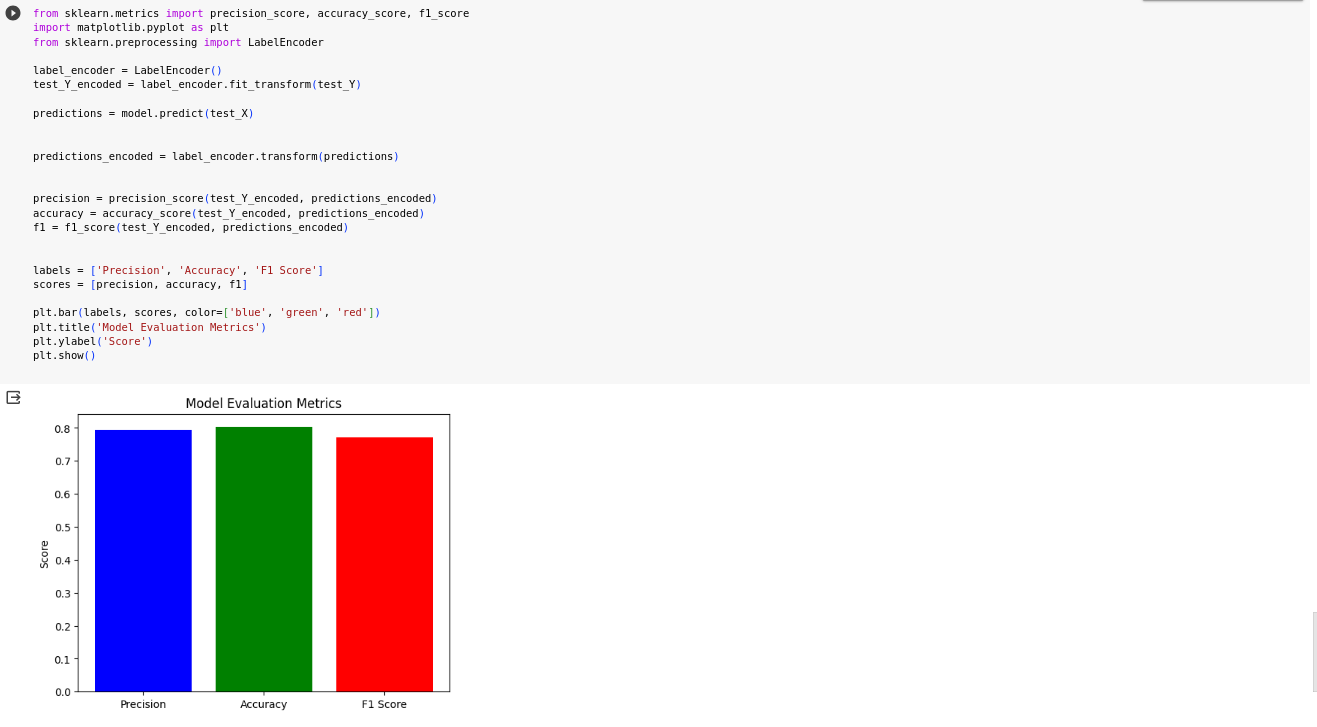 from sklearn.metrics import precision_score, accuracy_score, f1_score
import matplotlib.pyplot as plt
from sklearn.preprocessing import LabelEncoder
label_encoder = LabelEncoder()
test_Y_encoded = label_encoder.fit_transform(test_Y)
predictions = model.predict(test_X)
predictions_encoded = label_encoder.transform(predictions)
precision = precision_score(test_Y_encoded, predictions_encoded)
accuracy = accuracy_score(test_Y_encoded, predictions_encoded)
f1 = f1_score(test_Y_encoded, predictions_encoded)
labels = ['Precision', 'Accuracy', 'F1 Score']
scores = [precision, accuracy, f1]
plt.bar(labels, scores, color=['blue', 'green', 'red'])
plt.title('Model Evaluation Metrics')
plt.ylabel('Score')
plt.show()
Model Evaluation Metrics
0.8
0.7
0.6
0.5
0.4
0.3
0.2
0.1
0.0
Score
Precision Accuracy F1 Score